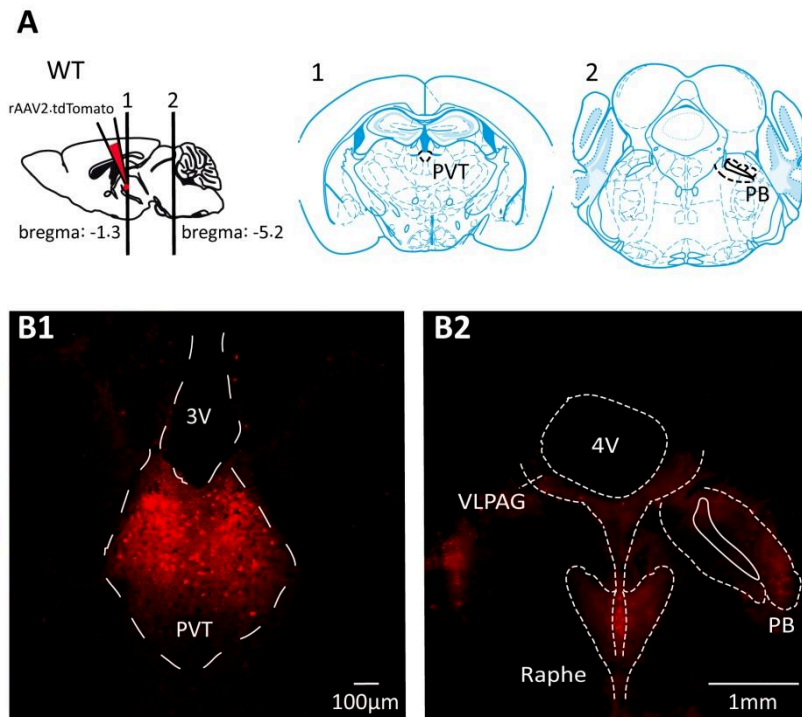 A
WT
rAAV2.tdTomato
1
2
bregma: -1.3
bregma: -5.2
1
PVT
2
PB
B1
3V
PVT
100μm
B2
4V
VLPAG
PB
Raphe
1mm